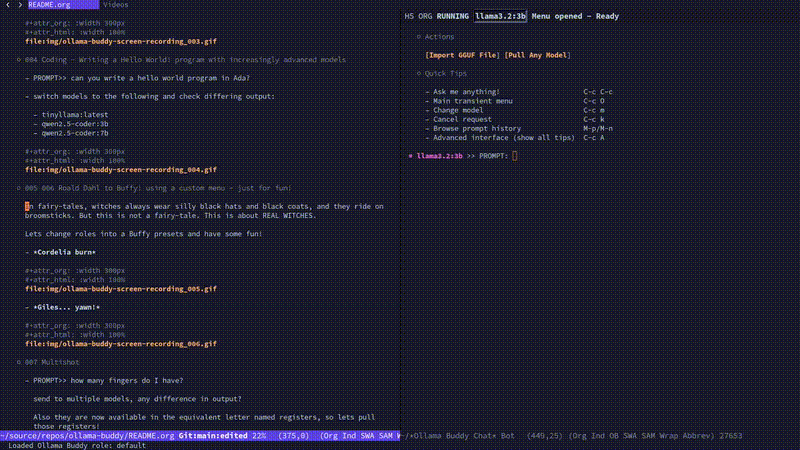 README.org Videos
#+attr_org: :width 300px
#+attr_html: :width 100%
file:img/ollama-buddy-screen-recording_003.gif
004 Coding - Writing a Hello World! program with increasingly advanced models
- PROMPT>> can you write a hello world program in Ada?
- switch models to the following and check differing output:
- tinyllama:latest
- qwen2.5-coder:3b
- qwen2.5-coder:7b
#+attr_org: :width 300px
#+attr_html: :width 100%
file:img/ollama-buddy-screen-recording_004.gif
005 006 Roald Dahl to Buffy! using a custom menu - just for fun!
In fairy-tales, witches always wear silly black hats and black coats, and they ride on
broomsticks. But this is not a fairy-tale. This is about REAL WITCHES.
Lets change roles into a Buffy presets and have some fun!
- *Cordelia burn*
#+attr_org: :width 300px
#+attr_html: :width 100%
file:img/ollama-buddy-screen-recording_005.gif
- *Giles... yawn!*
#+attr_org: :width 300px
#+attr_html: :width 100%
file:img/ollama-buddy-screen-recording_006.gif
007 Multishot
- PROMPT>> how many fingers do I have?
send to multiple models, any difference in output?
Also they are now available in the equivalent letter named registers, so lets pull
those registers!
~/source/repos/ollama-buddy/README.org Git:main:edited 22% (375,0) (Org Ind SWA SAM W
Loaded Ollama Buddy role: default
HS ORG RUNNING llama3.2:3b Menu opened - Ready
Actions
[Import GGUF File] [Pull Any Model]
Quick Tips
- Ask me anything! C-c C-c
- Main transient menu C-c O
- Change model C-c m
- Cancel request C-c k
- Browse prompt history M-p/M-n
- Advanced interface (show all tips) C-c A
* llama3.2:3b >> PROMPT:
~/*Ollama Buddy Chat* Bot (449,25) (Org Ind OB SWA SAM Wrap Abbrev) 27653